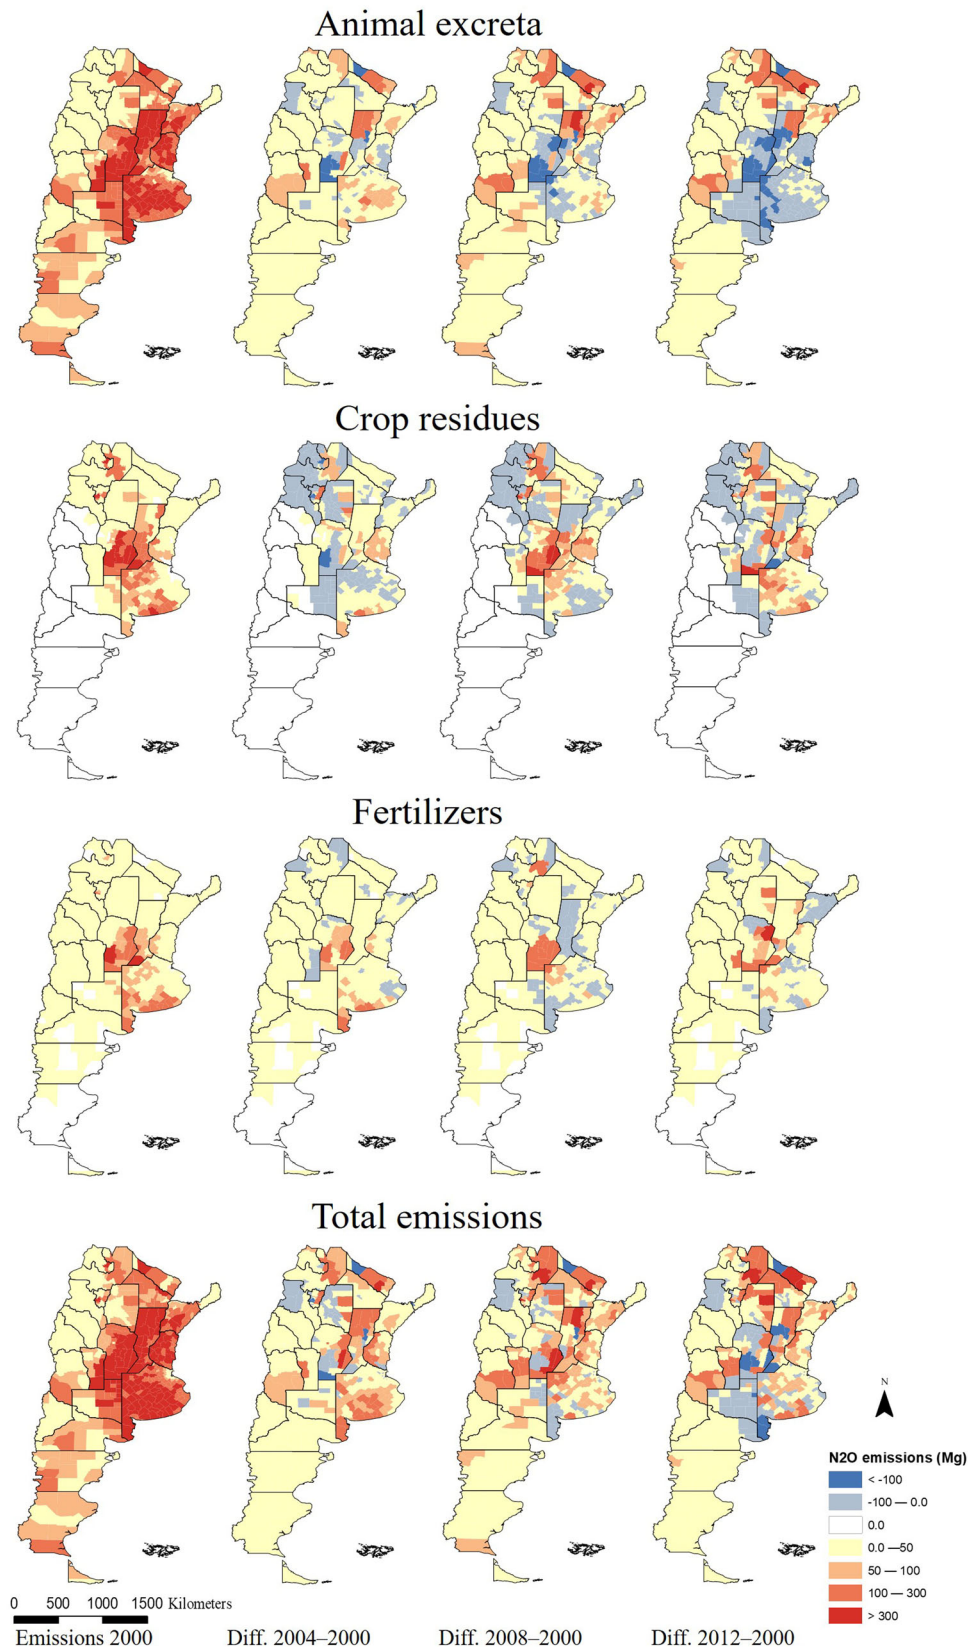 Animal excreta
Crop residues
Fertilizers
Total emissions
N
N2O emissions (Mg)
< -100
-100 — 0.0
0.0
0.0 —50
50 — 100
100 — 300
> 300
0 500 1000 1500 Kilometers
Emissions 2000 Diff. 2004–2000 Diff. 2008–2000 Diff. 2012–2000